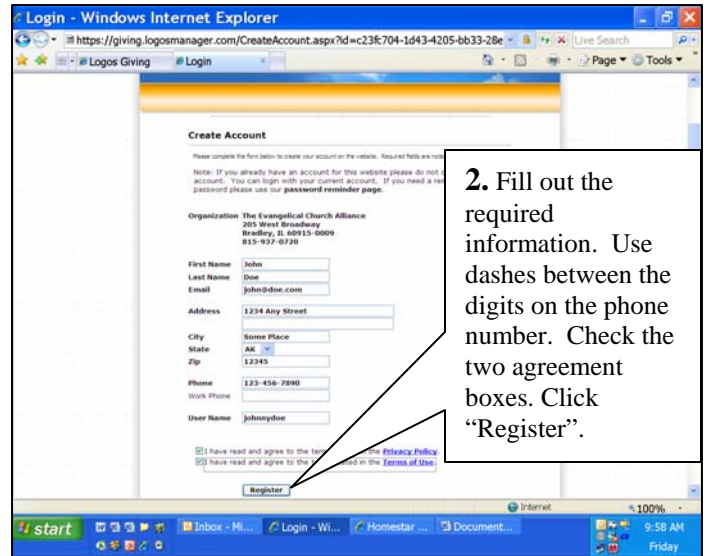 Login - Windows Internet Explorer
https://giving.logosmanager.com/CreateAccount.aspx?id=c23fc704-1d43-4205-bb33-28e
Live Search
Logos Giving
Login
Page
Tools
Create Account
Please complete the form below to create your account on the website. Required fields are
Note: If you already have an account for this website please do not
account. You can login with your current account. If you need a
password please use our password reminder page.
Organization The Evangelical Church Alliance
205 West Broadway
Bradley, IL 60915-0009
815-937-0720
First Name John
Last Name Doe
Email john@doe.com
Address 1234 Any Street
City Some Place
State AK
Zip 12345
Phone 123-456-7890
Work Phone
User Name johnnydoe
I have read and agree to the the Privacy Policy.
I have read and agree to the in the Terms of Use.
Register
2. Fill out the
required
information. Use
dashes between the
digits on the phone
number. Check the
two agreement
boxes. Click
“Register”.
Internet
100%
start
Inbox - Mi...
Login - Wi...
Homestar ...
Document...
9:58 AM
Friday